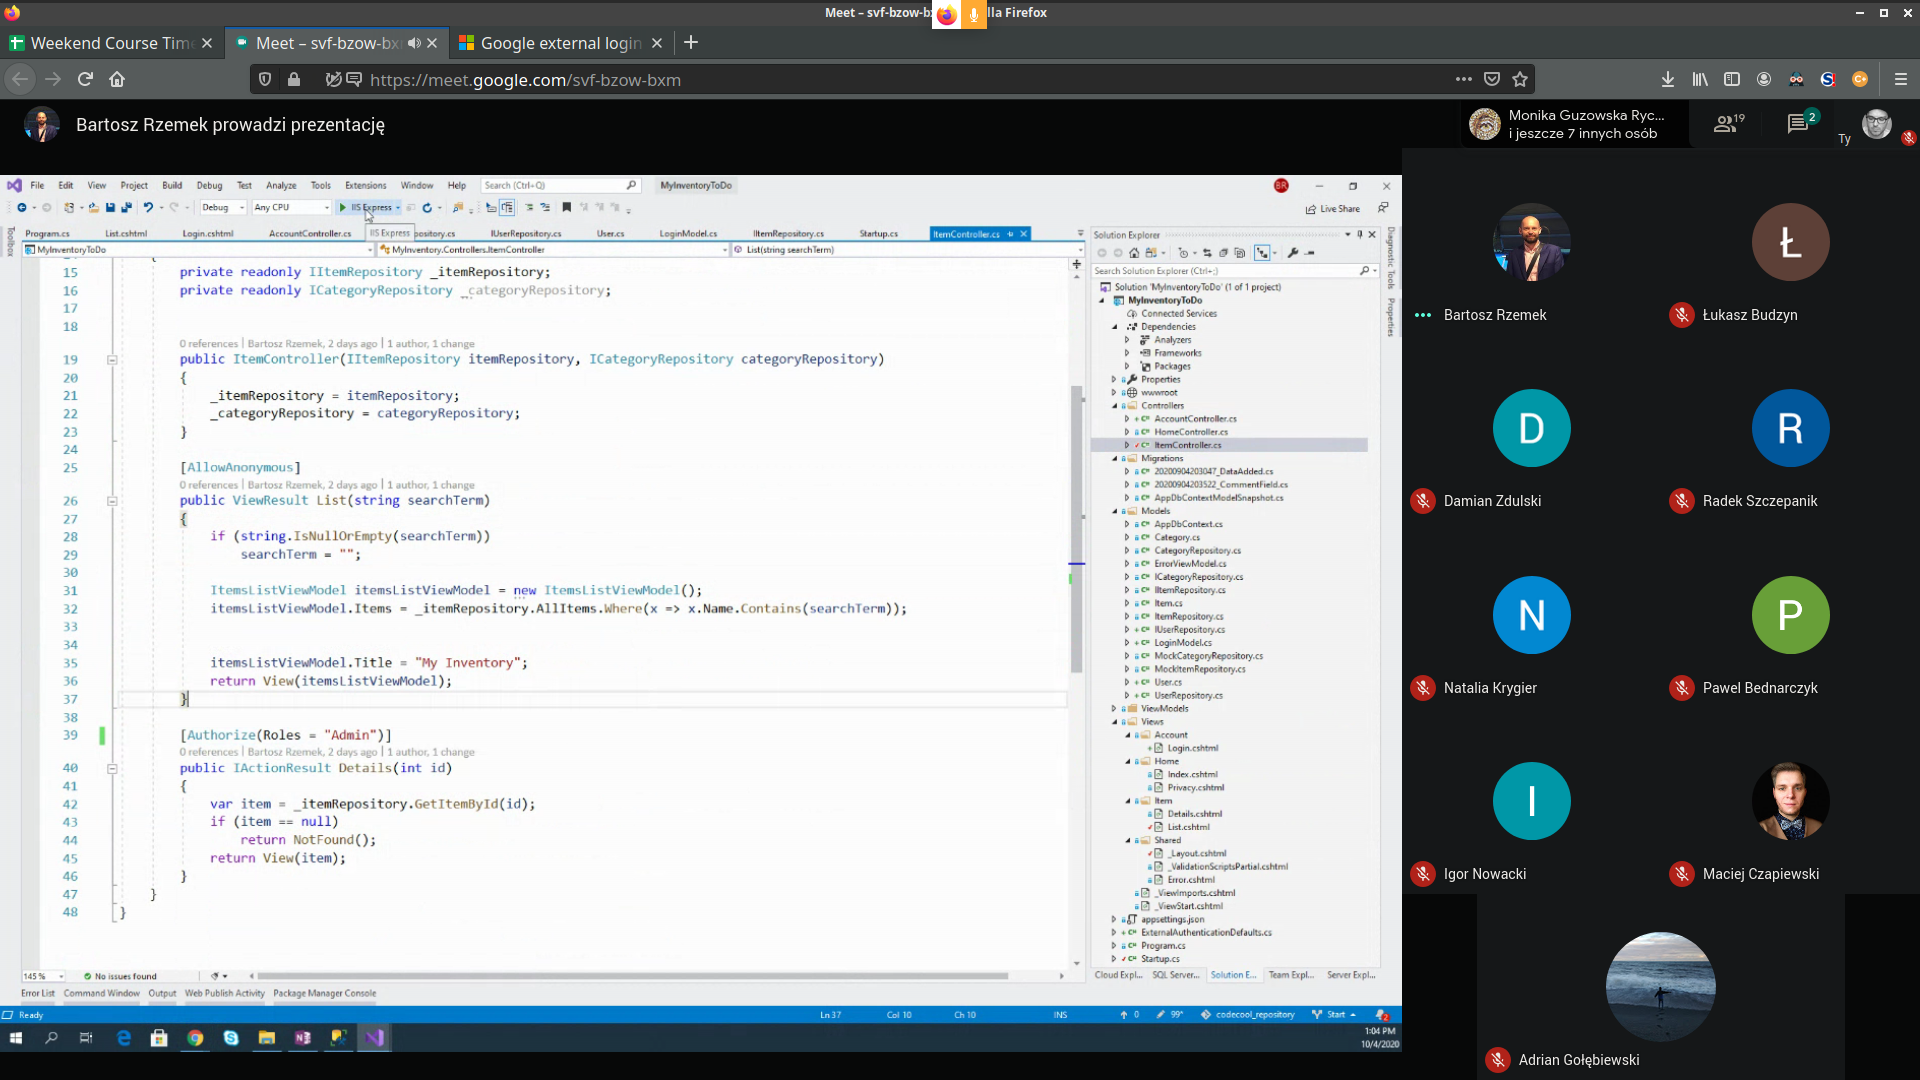 Meet – svf-bzow-b
lla Firefox
Weekend Course Time
Meet – svf-bzow-bx
Google external login
https://meet.google.com/svf-bzow-bxm
Bartosz Rzemek prowadzi prezentację
Monika Guzowska Ryc...
i jeszcze 7 innych osób
19
2
Ty
File Edit View Project Build Debug Test Analyze Tools Extensions Window Help
Search (Ctrl+Q)
MyInventoryToDo
BR
Debug
Any CPU
IIS Express
Live Share
Toolbox
Program.cs List.cshtml Login.cshtml AccountController.cs
IIS Express
pository.cs IUserRepository.cs User.cs LoginModel.cs IItemRepository.cs Startup.cs ItemController.cs
MyInventoryToDo
MyInventory.Controllers.ItemController
List(string searchTerm)
15 private readonly IItemRepository _itemRepository;
16 private readonly ICategoryRepository _categoryRepository;
17
18
0 references | Bartosz Rzemek, 2 days ago | 1 author, 1 change
19 public ItemController(IItemRepository itemRepository, ICategoryRepository categoryRepository)
20 {
21 _itemRepository = itemRepository;
22 _categoryRepository = categoryRepository;
23 }
24
25 [AllowAnonymous]
0 references | Bartosz Rzemek, 2 days ago | 1 author, 1 change
26 public ViewResult List(string searchTerm)
27 {
28 if (string.IsNullOrEmpty(searchTerm))
29 searchTerm = "";
30
31 ItemsListViewModel itemsListViewModel = new ItemsListViewModel();
32 itemsListViewModel.Items = _itemRepository.AllItems.Where(x => x.Name.Contains(searchTerm));
33
34
35 itemsListViewModel.Title = "My Inventory";
36 return View(itemsListViewModel);
37 }
38
39 [Authorize(Roles = "Admin")]
0 references | Bartosz Rzemek, 2 days ago | 1 author, 1 change
40 public IActionResult Details(int id)
41 {
42 var item = _itemRepository.GetItemById(id);
43 if (item == null)
44 return NotFound();
45 return View(item);
46 }
47 }
48 }
145 %
No issues found
Error List Command Window Output Web Publish Activity Package Manager Console
Ready
Ln 37
Col 10
Ch 10
INS
0
99+
codecool_repository
Start
2
1:04 PM
10/4/2020
Solution Explorer
Search Solution Explorer (Ctrl+;)
Solution 'MyInventoryToDo' (1 of 1 project)
MyInventoryToDo
Connected Services
Dependencies
Analyzers
Frameworks
Packages
Properties
wwwroot
Controllers
AccountController.cs
HomeController.cs
ItemController.cs
Migrations
20200904203047_DataAdded.cs
20200904203522_CommentField.cs
AppDbContextModelSnapshot.cs
Models
AppDbContext.cs
Category.cs
CategoryRepository.cs
ErrorViewModel.cs
ICategoryRepository.cs
IItemRepository.cs
Item.cs
ItemRepository.cs
IUserRepository.cs
LoginModel.cs
MockCategoryRepository.cs
MockItemRepository.cs
User.cs
UserRepository.cs
ViewModels
Views
Account
Login.cshtml
Home
Index.cshtml
Privacy.cshtml
Item
Details.cshtml
List.cshtml
Shared
_Layout.cshtml
_ValidationScriptsPartial.cshtml
Error.cshtml
_ViewImports.cshtml
_ViewStart.cshtml
appsettings.json
ExternalAuthenticationDefaults.cs
Program.cs
Startup.cs
Cloud Expl... SQL Server... Solution E... Team Expl... Server Expl...
Diagnostic Tools
Properties
Bartosz Rzemek
Ł
Łukasz Budzyn
D
Damian Zdulski
R
Radek Szczepanik
N
Natalia Krygier
P
Pawel Bednarczyk
I
Igor Nowacki
Maciej Czapiewski
Adrian Gołębiewski